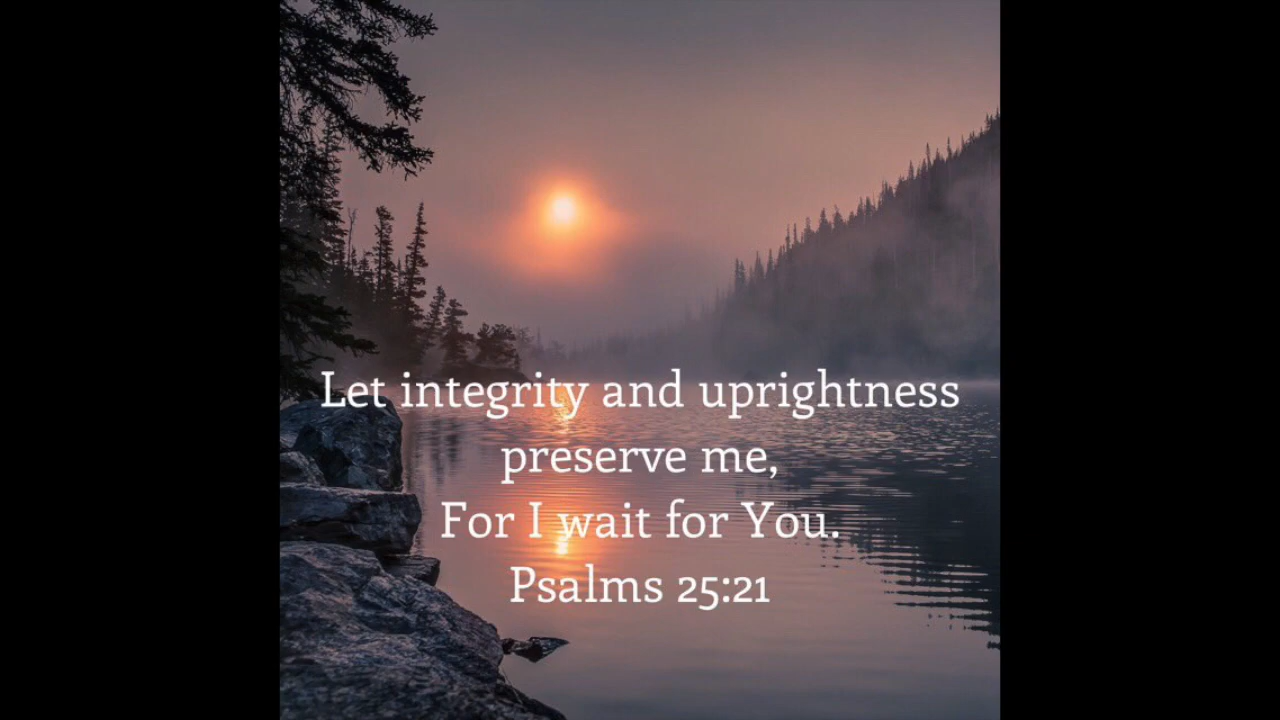 Let integrity and uprightness
preserve me,
For I wait for You.
Psalms 25:21